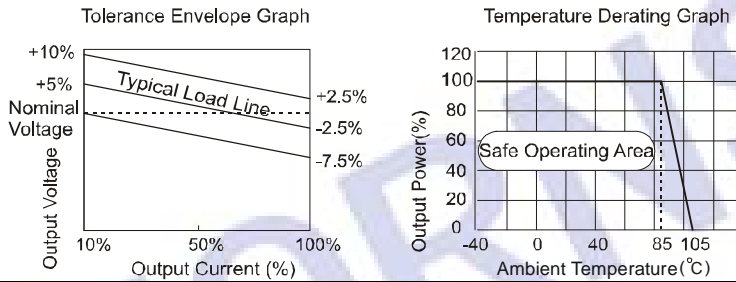 Tolerance Envelope Graph
+10%
+5%
Nominal
Voltage
Typical Load Line
+2.5%
-2.5%
-7.5%
Output Voltage
10%
50%
100%
Output Current (%)
Temperature Derating Graph
120
100
80
60
40
20
0
Output Power(%)
Safe Operating Area
-40
0
40
85
105
Ambient Temperature(℃)